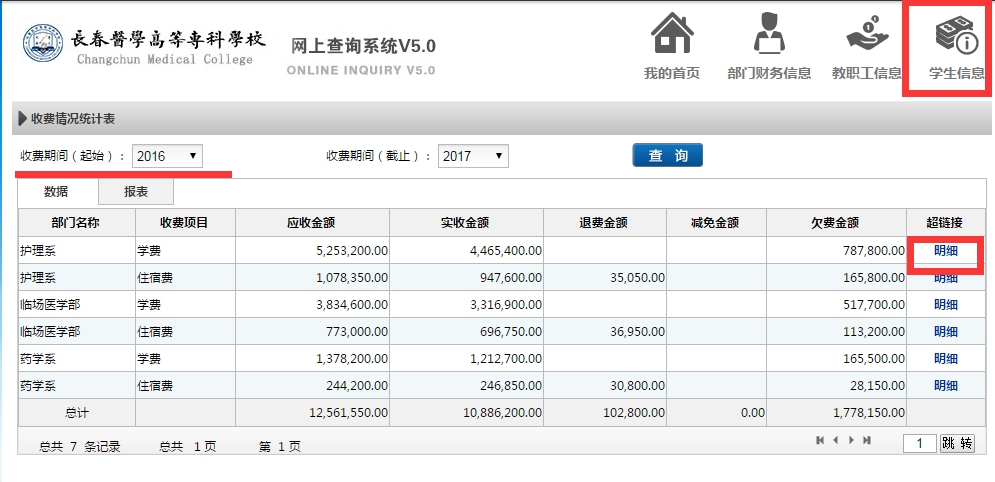 長春醫學高等專科學校
Changchun Medical College
网上查询系统V5.0
ONLINE INQUIRY V5.0
我的首页 部门财务信息 教职工信息 学生信息
收费情况统计表
收费期间（起始）： 2016 收费期间（截止）： 2017 查 询
数据 报表
部门名称 收费项目 应收金额 实收金额 退费金额 减免金额 欠费金额 超链接
护理系 学费 5,253,200.00 4,465,400.00 787,800.00 明细
护理系 住宿费 1,078,350.00 947,600.00 35,050.00 165,800.00 明细
临场医学部 学费 3,834,600.00 3,316,900.00 517,700.00 明细
临场医学部 住宿费 773,000.00 696,750.00 36,950.00 113,200.00 明细
药学系 学费 1,378,200.00 1,212,700.00 165,500.00 明细
药学系 住宿费 244,200.00 246,850.00 30,800.00 28,150.00 明细
总计 12,561,550.00 10,886,200.00 102,800.00 0.00 1,778,150.00
总共 7 条记录 总共 1 页 第 1 页 1 跳 转